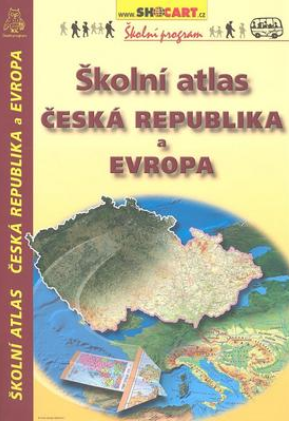 www.SHOCART.cz
Školní program
Školní atlas
ČESKÁ REPUBLIKA
a
EVROPA
ŠKOLNÍ ATLAS ČESKÁ REPUBLIKA a EVROPA